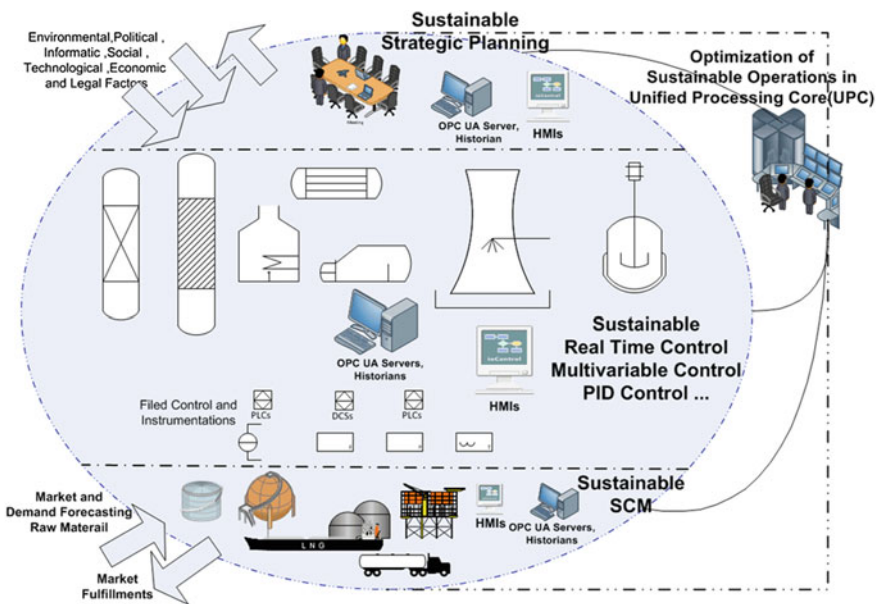 Sustainable
Strategic Planning
Environmental,Political ,
Informatic ,Social ,
Technological ,Economic
and Legal Factors
Optimization of
Sustainable Operations in
Unified Processing Core(UPC)
OPC UA Server,
Historian
HMIs
OPC UA Servers,
Historians
inControl
HMIs
Sustainable
Real Time Control
Multivariable Control
PID Control ...
Filed Control and
Instrumentations
PLCs
DCSs
PLCs
Market and
Demand Forecasting
Raw Materail
Market
Fulfillments
LNG
HMIs
OPC UA Servers,
Historians
Sustainable
SCM